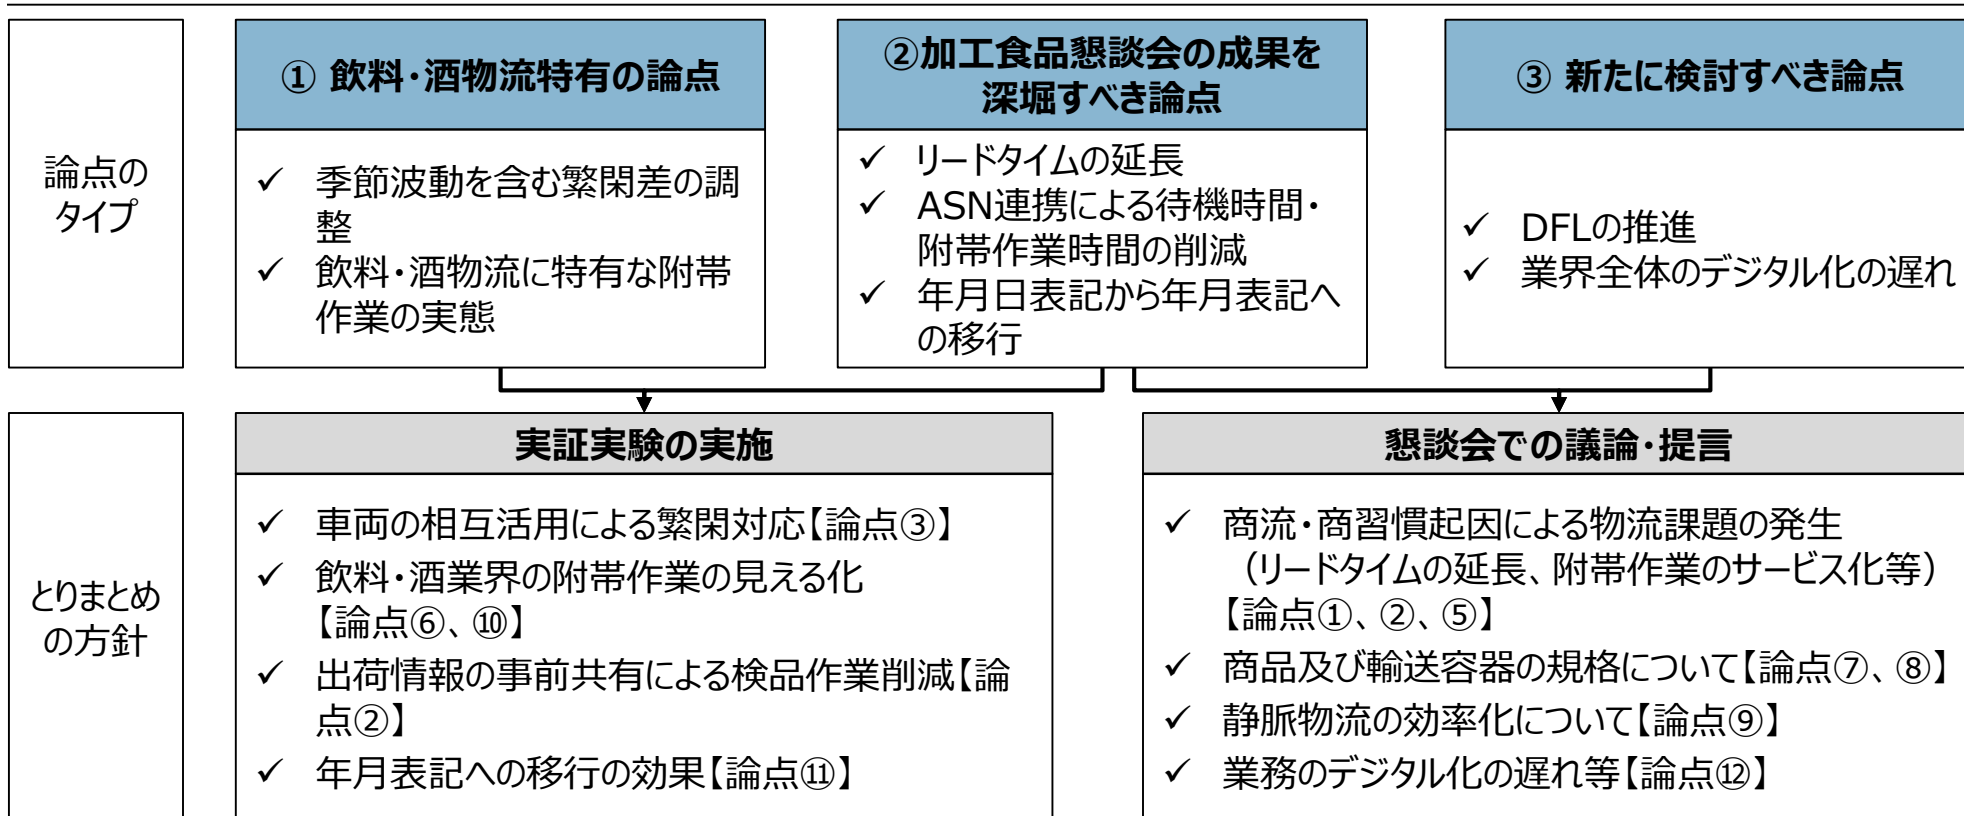 論点の
タイプ
① 飲料・酒物流特有の論点
✓ 季節波動を含む繁閑差の調
整
✓ 飲料・酒物流に特有な附帯
作業の実態
②加工食品懇談会の成果を
深堀すべき論点
✓ リードタイムの延長
✓ ASN連携による待機時間・
附帯作業時間の削減
✓ 年月日表記から年月表記へ
の移行
③ 新たに検討すべき論点
✓ DFLの推進
✓ 業界全体のデジタル化の遅れ
とりまとめ
の方針
実証実験の実施
✓ 車両の相互活用による繁閑対応【論点③】
✓ 飲料・酒業界の附帯作業の見える化
【論点⑥、⑩】
✓ 出荷情報の事前共有による検品作業削減【論
点②】
✓ 年月表記への移行の効果【論点⑪】
懇談会での議論・提言
✓ 商流・商習慣起因による物流課題の発生
（リードタイムの延長、附帯作業のサービス化等）
【論点①、②、⑤】
✓ 商品及び輸送容器の規格について【論点⑦、⑧】
✓ 静脈物流の効率化について【論点⑨】
✓ 業務のデジタル化の遅れ等【論点⑫】